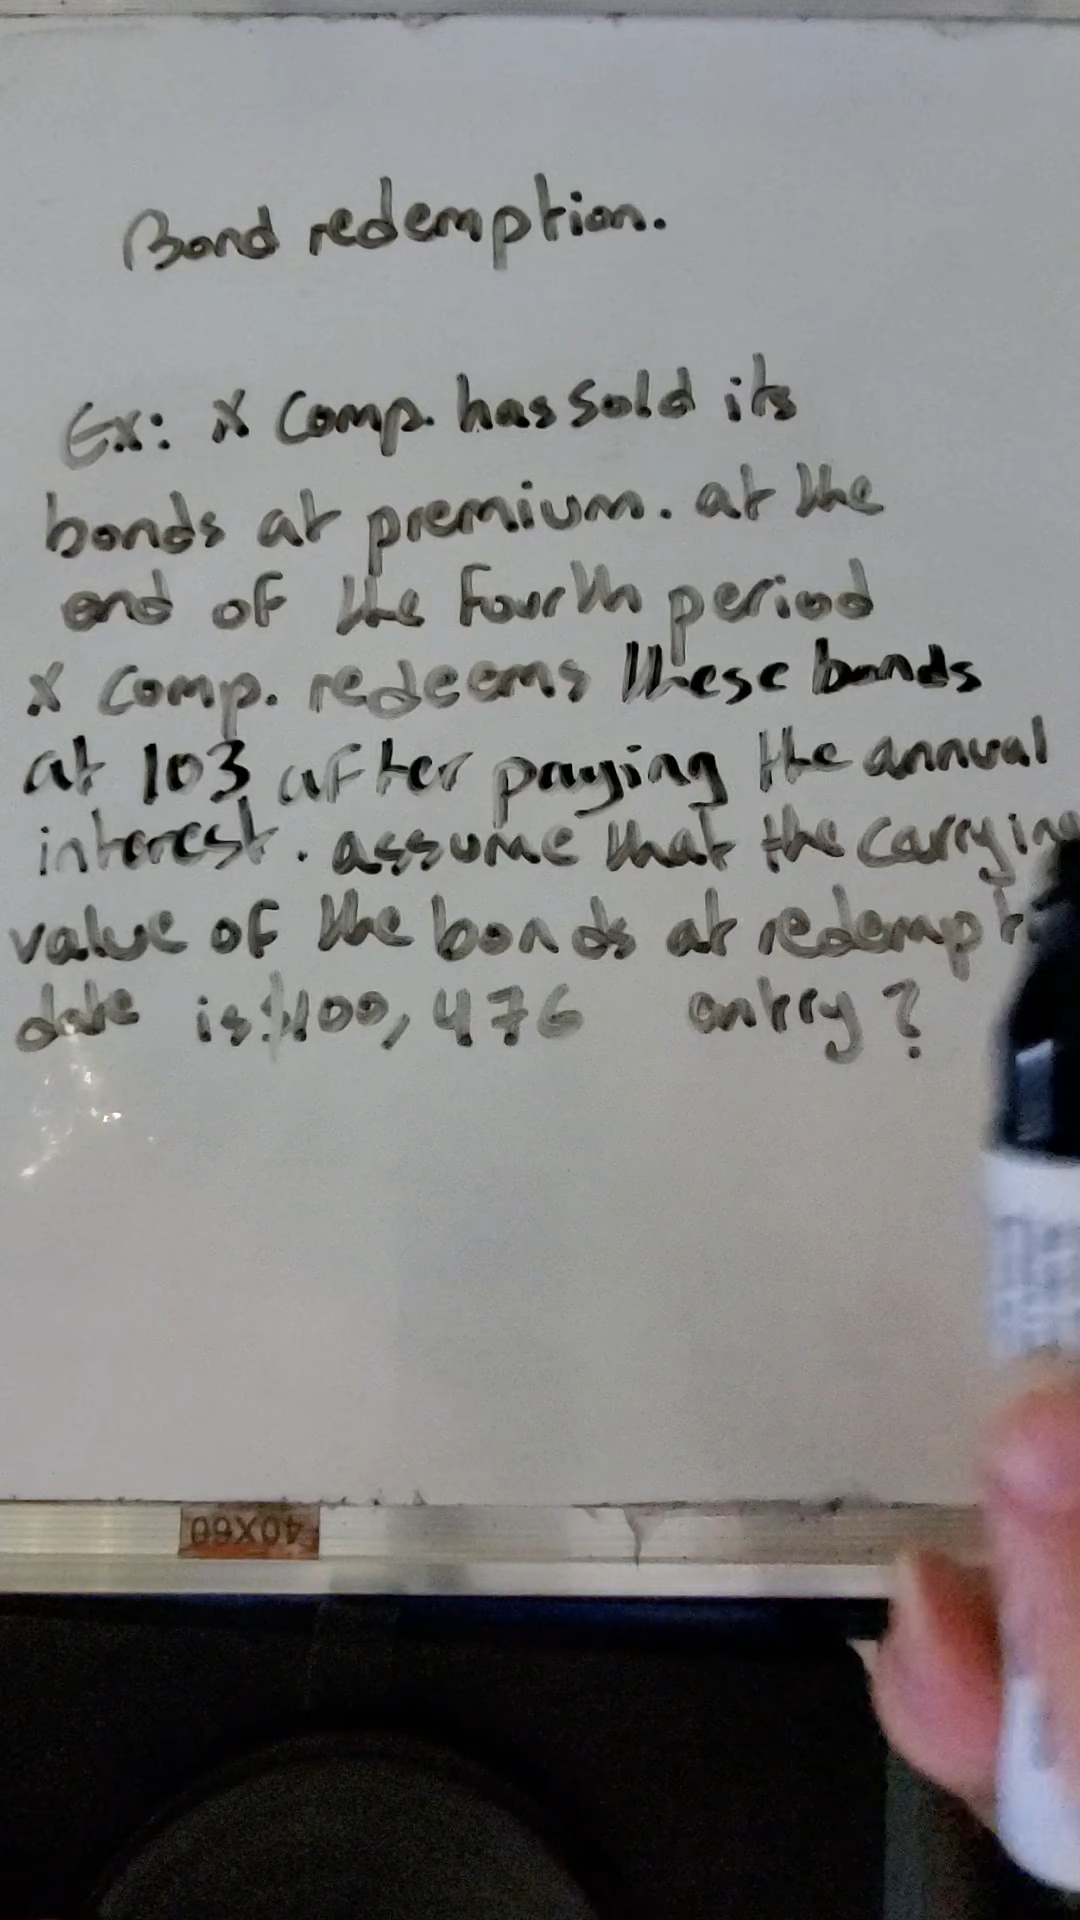 Bond redemption.
Ex: X Comp. has sold its
bonds at premium. at the
end of the fourth period
X Comp. redeems these bonds
at 103 after paying the annual
interest. assume that the carrying
value of the bonds at redempt
date is $100,476 entry?
40X60